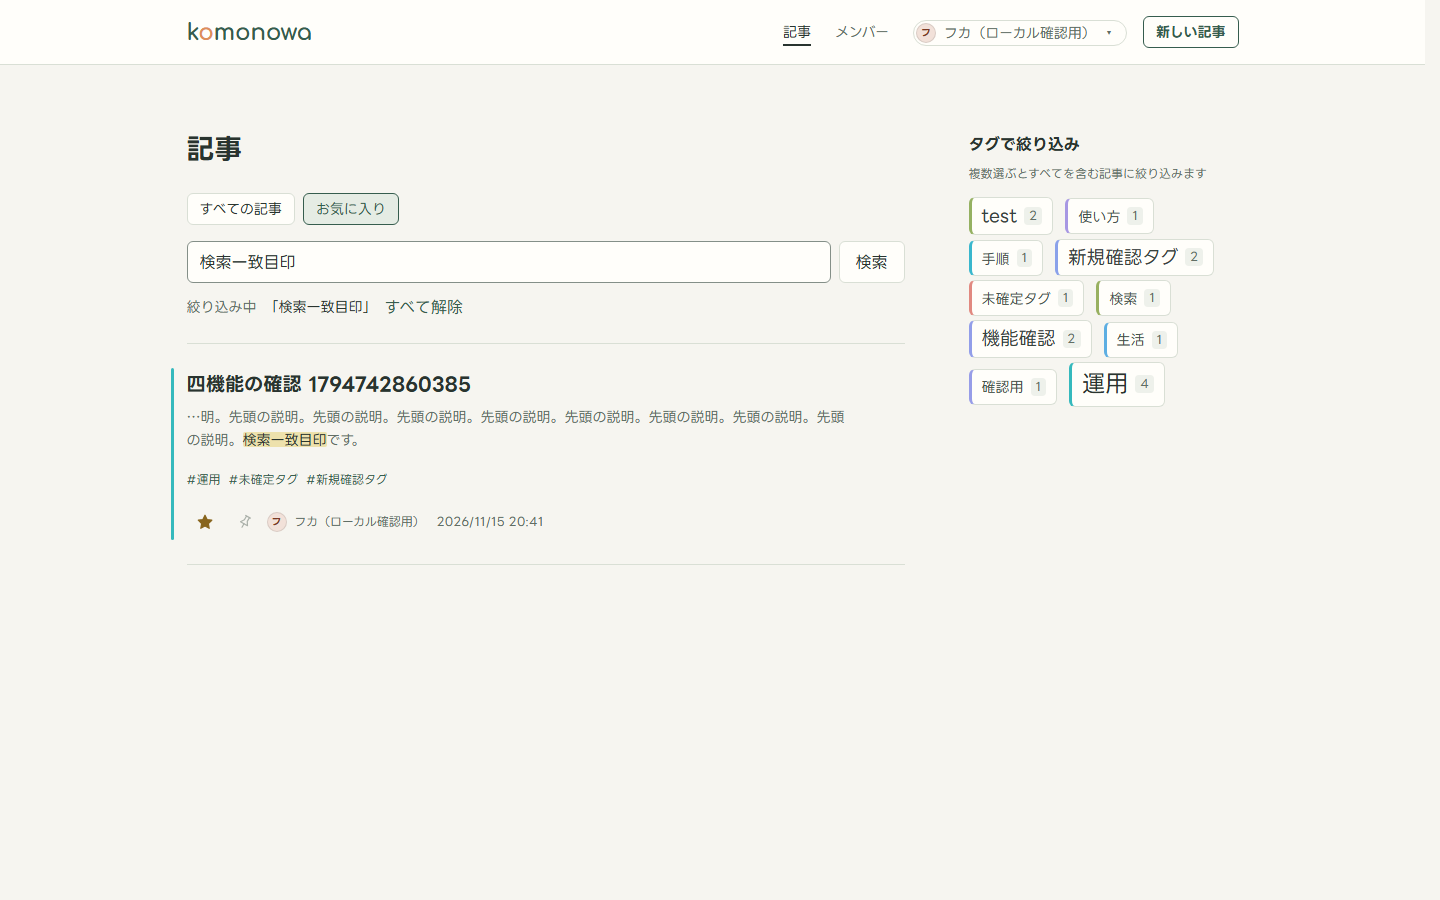 komonowa
記事 メンバー フ フカ（ローカル確認用） 新しい記事
記事
すべての記事 お気に入り
検索一致目印 検索
絞り込み中 「検索一致目印」 すべて解除
四機能の確認 1794742860385
…明。先頭の説明。先頭の説明。先頭の説明。先頭の説明。先頭の説明。先頭の説明。先頭の説明。先頭
の説明。検索一致目印です。
#運用 #未確定タグ #新規確認タグ
フ フカ（ローカル確認用） 2026/11/15 20:41
タグで絞り込み
複数選ぶとすべてを含む記事に絞り込みます
test 2 使い方 1
手順 1 新規確認タグ 2
未確定タグ 1 検索 1
機能確認 2 生活 1
確認用 1 運用 4